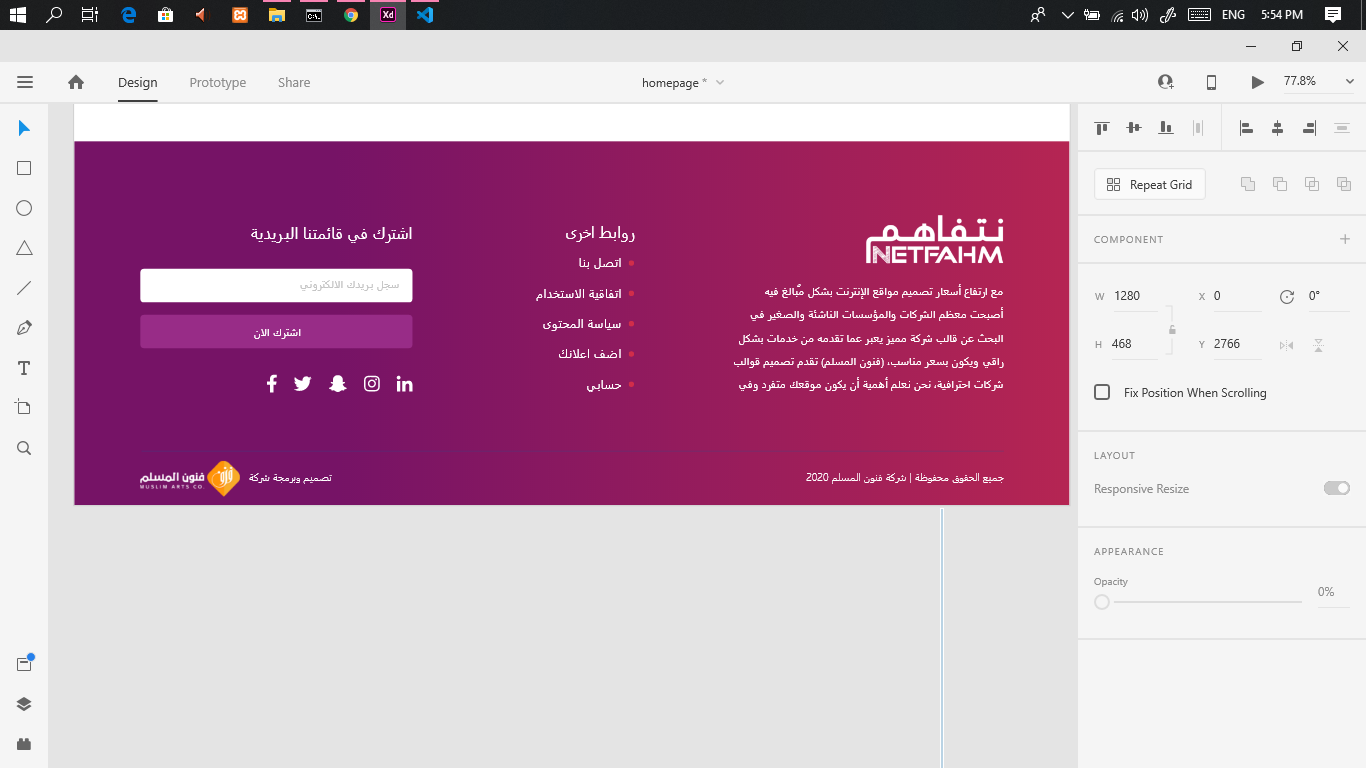 ENG
5:54 PM
Design
Prototype
Share
homepage *
77.8%
Repeat Grid
COMPONENT
W 1280
X 0
0°
H 468
Y 2766
Fix Position When Scrolling
LAYOUT
Responsive Resize
APPEARANCE
Opacity
0%
نتفاهم
NETFAHM
مع ارتفاع أسعار تصميم مواقع الإنترنت بشكل مُبالغ فيه
أصبحت معظم الشركات والمؤسسات الناشئة والصغير في
البحث عن قالب شركة مميز يعبر عما تقدمه من خدمات بشكل
راقي ويكون بسعر مناسب، (فنون المسلم) تقدم تصميم قوالب
شركات احترافية، نحن نعلم أهمية أن يكون موقعك متفرد وفي
روابط اخرى
اتصل بنا
اتفاقية الاستخدام
سياسة المحتوى
اضف اعلانك
حسابي
اشترك في قائمتنا البريدية
سجل بريدك الالكتروني
اشترك الان
جميع الحقوق محفوظة | شركة فنون المسلم 2020
تصميم وبرمجة شركة
فنون
فنون المسلم
MUSLIM ARTS CO.